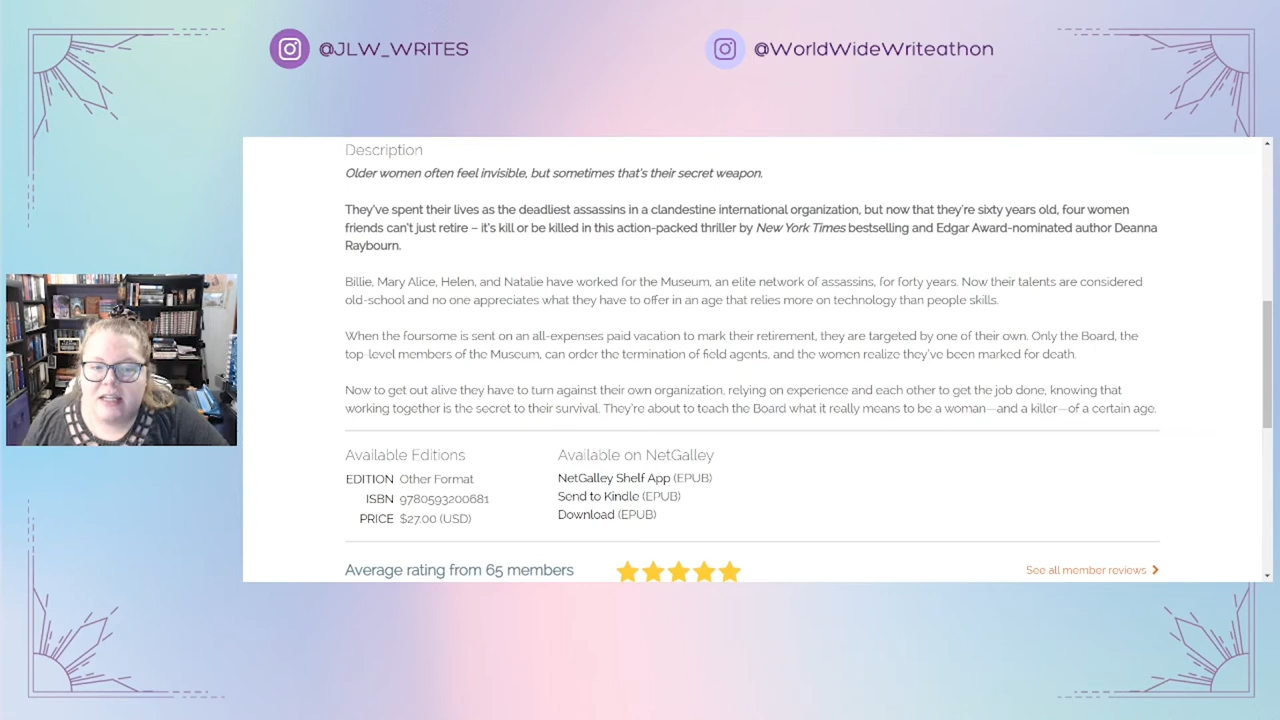 @JLW_WRITES
@WorldWideWriteathon
Description
Older women often feel invisible, but sometimes that's their secret weapon.
They've spent their lives as the deadliest assassins in a clandestine international organization, but now that they're sixty years old, four women
friends can't just retire – it's kill or be killed in this action-packed thriller by New York Times bestselling and Edgar Award-nominated author Deanna
Raybourn.
Billie, Mary Alice, Helen, and Natalie have worked for the Museum, an elite network of assassins, for forty years. Now their talents are considered
old-school and no one appreciates what they have to offer in an age that relies more on technology than people skills.
When the foursome is sent on an all-expenses paid vacation to mark their retirement, they are targeted by one of their own. Only the Board, the
top-level members of the Museum, can order the termination of field agents, and the women realize they've been marked for death.
Now to get out alive they have to turn against their own organization, relying on experience and each other to get the job done, knowing that
working together is the secret to their survival. They're about to teach the Board what it really means to be a woman—and a killer—of a certain age.
Available Editions
EDITION Other Format
ISBN 9780593200681
PRICE $27.00 (USD)
Available on NetGalley
NetGalley Shelf App (EPUB)
Send to Kindle (EPUB)
Download (EPUB)
Average rating from 65 members
See all member reviews